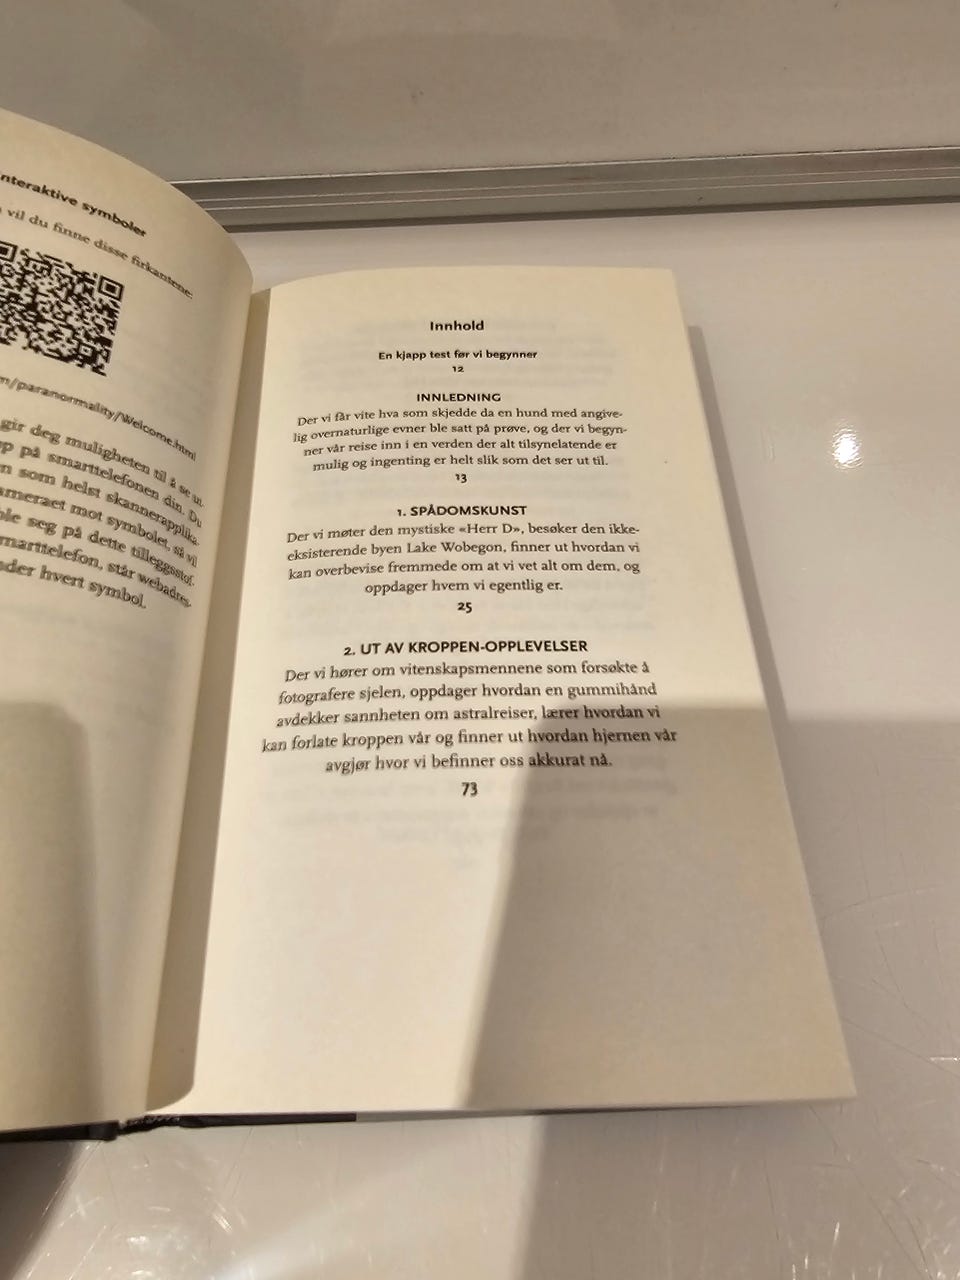 Interaktive symboler
vil du finne disse firkantene:
/paranormality/Welcome.html
gir deg muligheten til å se ut
på smarttelefonen din. Du
som helst skannerapplika-
kameraet mot symbolet, så vil
seg på dette tilleggsstof-
smarttelefon, står webadres-
under hvert symbol.
Innhold
En kjapp test før vi begynner
12
INNLEDNING
Der vi får vite hva som skjedde da en hund med angive-
lig overnaturlige evner ble satt på prøve, og der vi begyn-
ner vår reise inn i en verden der alt tilsynelatende er
mulig og ingenting er helt slik som det ser ut til.
13
1. SPÅDOMSKUNST
Der vi møter den mystiske «Herr D», besøker den ikke-
eksisterende byen Lake Wobegon, finner ut hvordan vi
kan overbevise fremmede om at vi vet alt om dem, og
oppdager hvem vi egentlig er.
25
2. UT AV KROPPEN-OPPLEVELSER
Der vi hører om vitenskapsmennene som forsøkte å
fotografere sjelen, oppdager hvordan en gummihånd
avdekker sannheten om astralreiser, lærer hvordan vi
kan forlate kroppen vår og finner ut hvordan hjernen vår
avgjør hvor vi befinner oss akkurat nå.
73